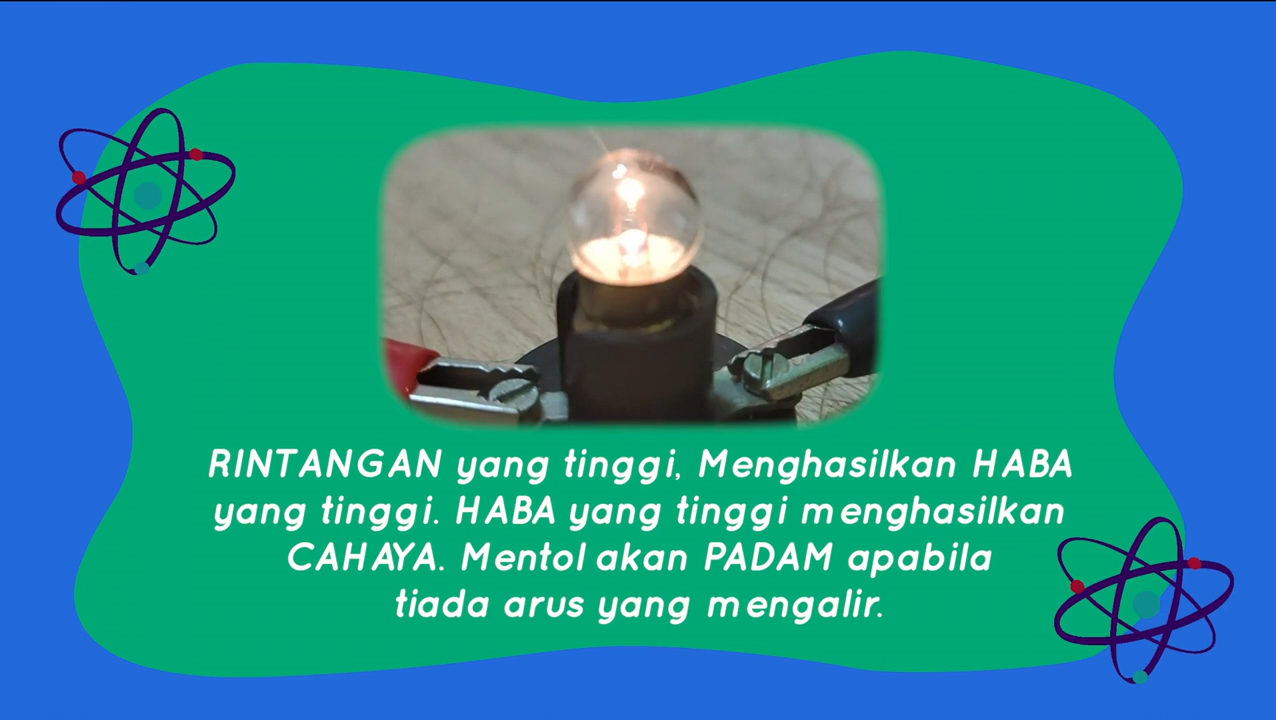 RINTANGAN yang tinggi, Menghasilkan HABA
yang tinggi. HABA yang tinggi menghasilkan
CAHAYA. Mentol akan PADAM apabila
tiada arus yang mengalir.